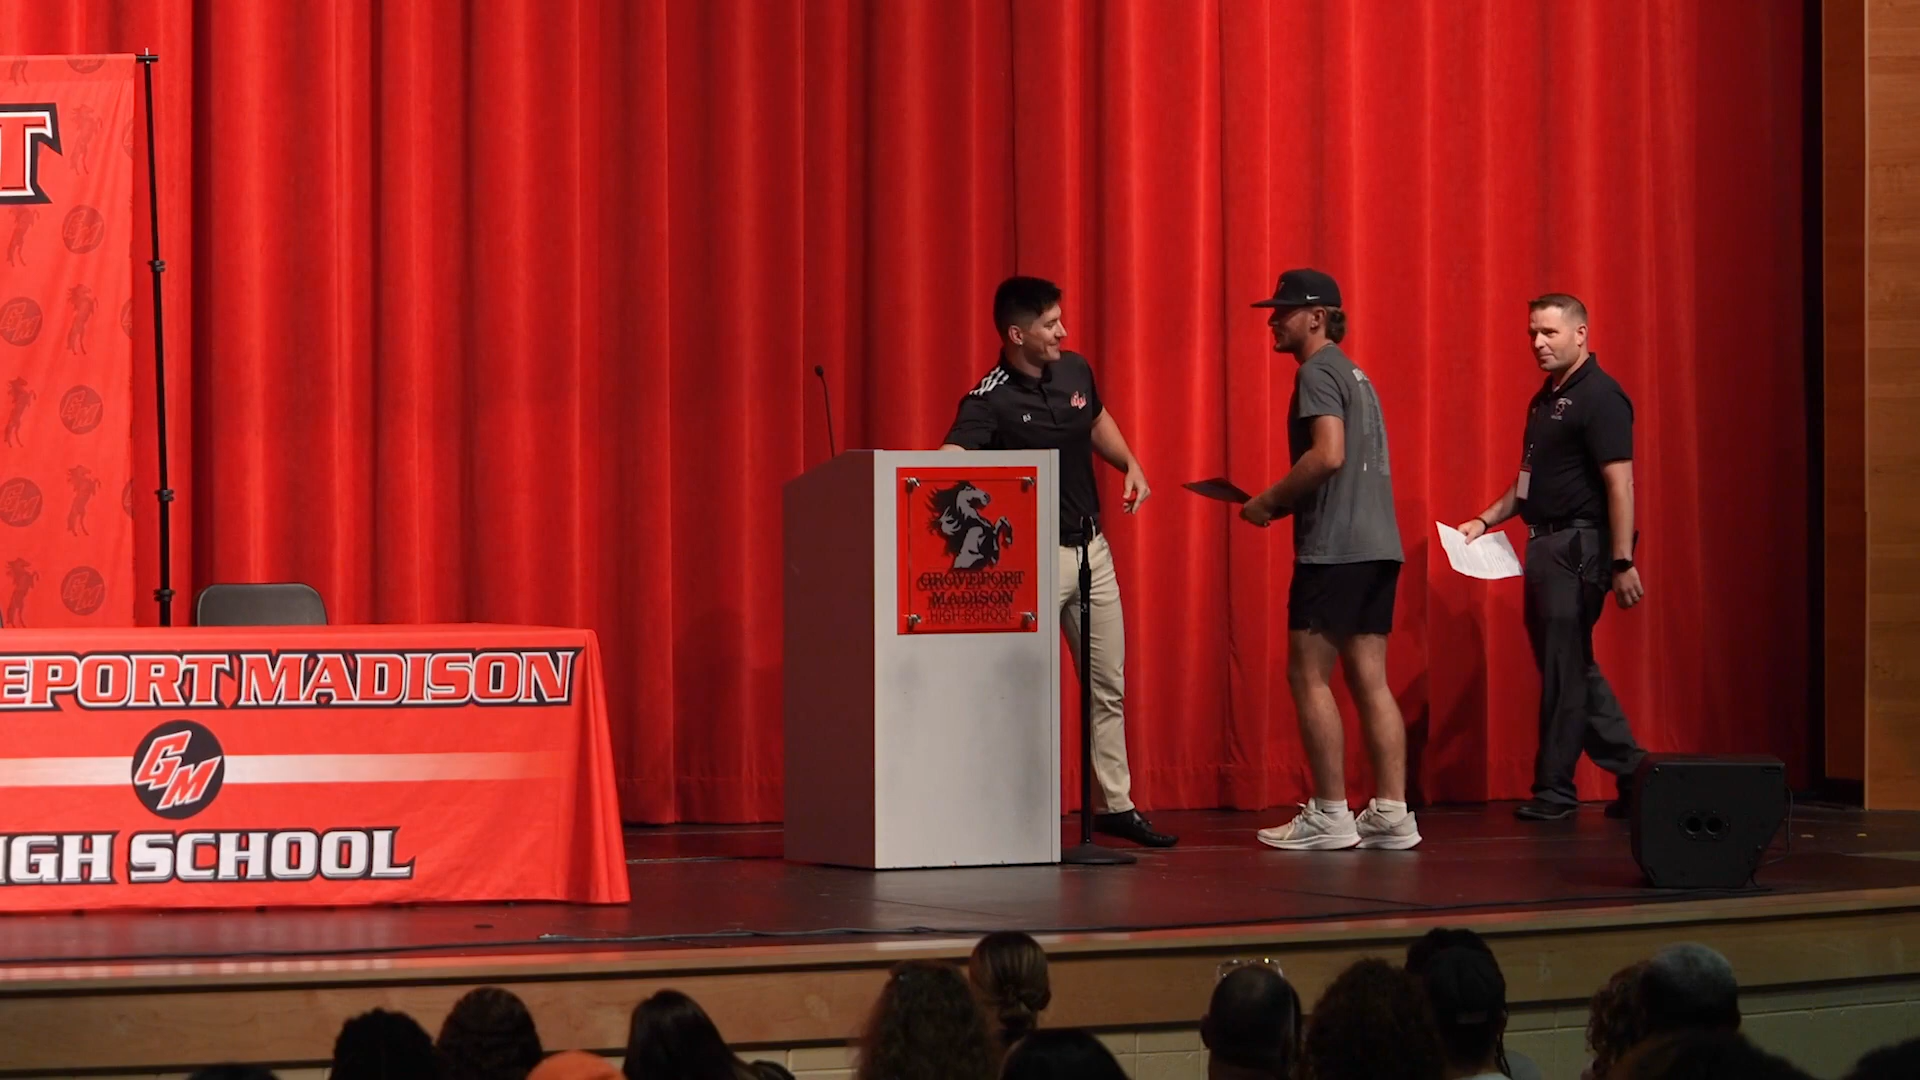 T
EPORT MADISON
GM
IGH SCHOOL
GROVEPORT
MADISON
HIGH SCHOOL
GM